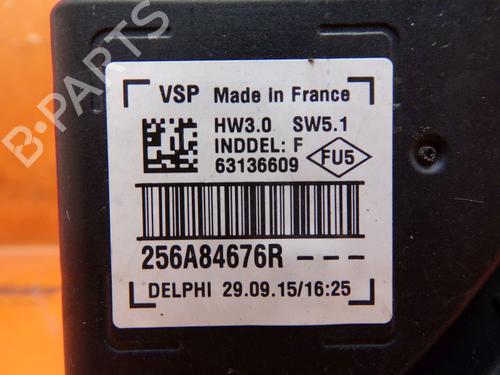 B-PARTS
VSP Made In France
HW3.0 SW5.1
INDDEL: F
63136609
FU5
256A84676R ---
DELPHI 29.09.15/16:25